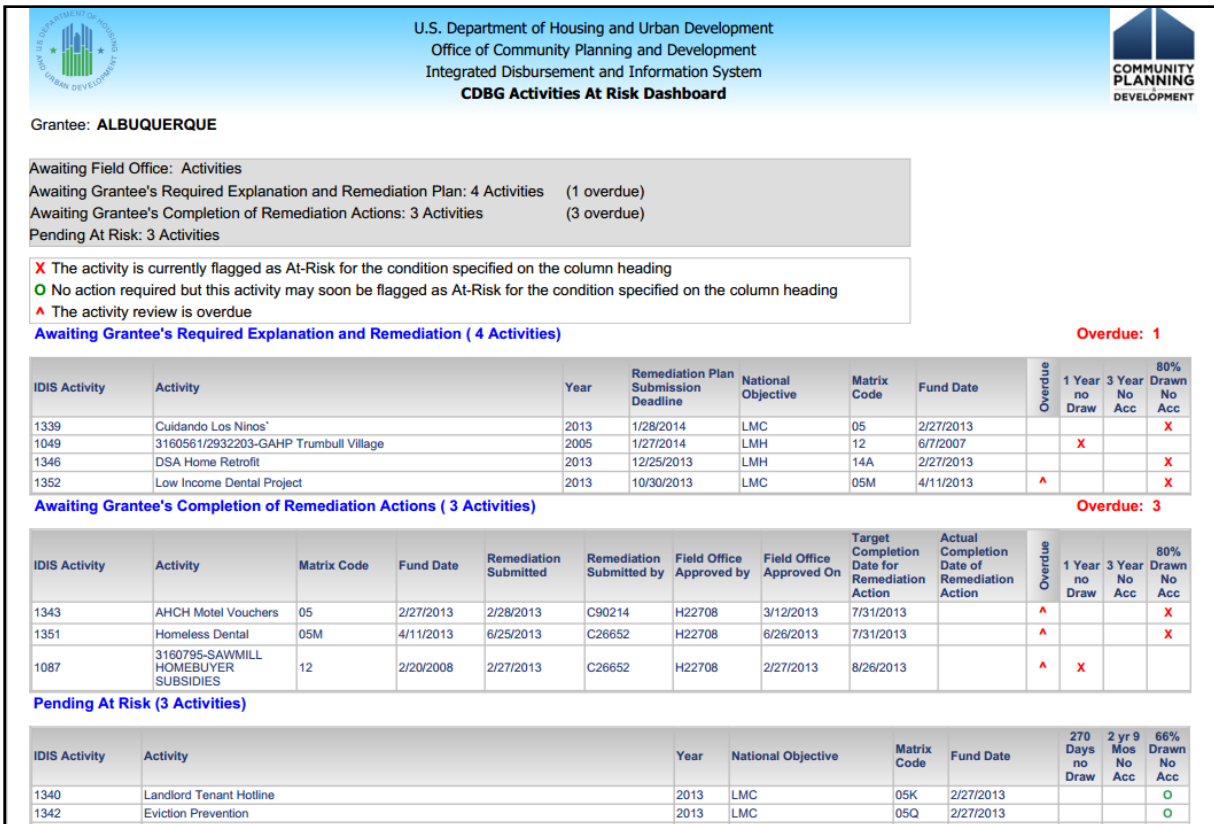 U.S. DEPARTMENT OF HOUSING AND URBAN DEVELOPMENT
U.S. Department of Housing and Urban Development
Office of Community Planning and Development
Integrated Disbursement and Information System
CDBG Activities At Risk Dashboard
COMMUNITY
PLANNING
&
DEVELOPMENT
Grantee: ALBUQUERQUE
Awaiting Field Office: Activities
Awaiting Grantee's Required Explanation and Remediation Plan: 4 Activities (1 overdue)
Awaiting Grantee's Completion of Remediation Actions: 3 Activities (3 overdue)
Pending At Risk: 3 Activities
X The activity is currently flagged as At-Risk for the condition specified on the column heading
O No action required but this activity may soon be flagged as At-Risk for the condition specified on the column heading
^ The activity review is overdue
Awaiting Grantee's Required Explanation and Remediation ( 4 Activities) Overdue: 1
IDIS Activity Activity Year Remediation Plan Submission Deadline National Objective Matrix Code Fund Date Overdue 1 Year no Draw 3 Year No Acc 80% Drawn No Acc
1339 Cuidando Los Ninos` 2013 1/28/2014 LMC 05 2/27/2013 X
1049 3160561/2932203-GAHP Trumbull Village 2005 1/27/2014 LMH 12 6/7/2007 X
1346 DSA Home Retrofit 2013 12/25/2013 LMH 14A 2/27/2013 X
1352 Low Income Dental Project 2013 10/30/2013 LMC 05M 4/11/2013 ^ X
Awaiting Grantee's Completion of Remediation Actions ( 3 Activities) Overdue: 3
IDIS Activity Activity Matrix Code Fund Date Remediation Submitted Remediation Submitted by Field Office Approved by Field Office Approved On Target Completion Date for Remediation Action Actual Completion Date of Remediation Action Overdue 1 Year no Draw 3 Year No Acc 80% Drawn No Acc
1343 AHCH Motel Vouchers 05 2/27/2013 2/28/2013 C90214 H22708 3/12/2013 7/31/2013 ^ X
1351 Homeless Dental 05M 4/11/2013 6/25/2013 C26652 H22708 6/26/2013 7/31/2013 ^ X
1087 3160795-SAWMILL HOMEBUYER SUBSIDIES 12 2/20/2008 2/27/2013 C26652 H22708 2/27/2013 8/26/2013 ^ X
Pending At Risk (3 Activities)
IDIS Activity Activity Year National Objective Matrix Code Fund Date 270 Days no Draw 2 yr 9 Mos No Acc 66% Drawn No Acc
1340 Landlord Tenant Hotline 2013 LMC 05K 2/27/2013 O
1342 Eviction Prevention 2013 LMC 05Q 2/27/2013 O